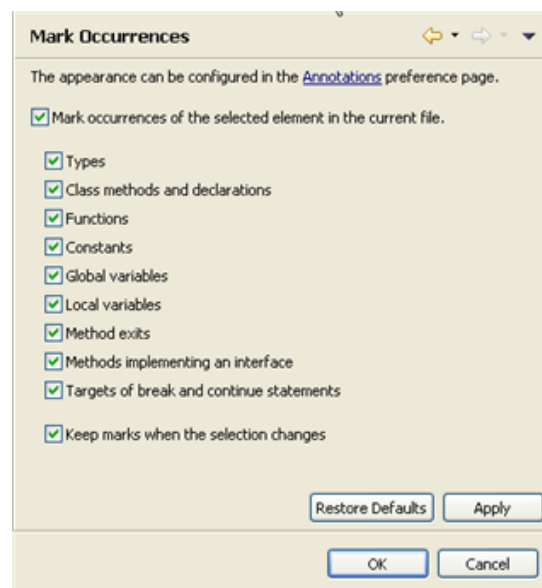 Mark Occurrences
The appearance can be configured in the Annotations preference page.
Mark occurrences of the selected element in the current file.
Types
Class methods and declarations
Functions
Constants
Global variables
Local variables
Method exits
Methods implementing an interface
Targets of break and continue statements
Keep marks when the selection changes
Restore Defaults Apply
OK Cancel